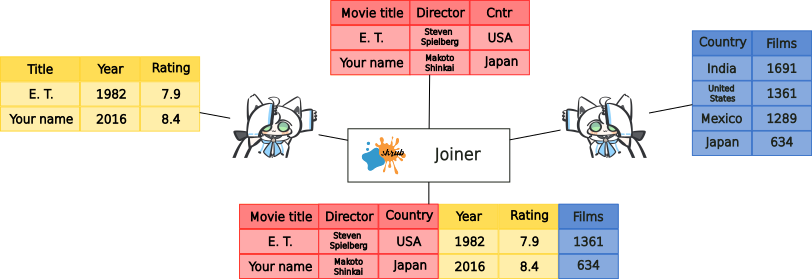 Movie title Director Cntr
E. T. Steven Spielberg USA
Your name Makoto Shinkai Japan
Title Year Rating
E. T. 1982 7.9
Your name 2016 8.4
Country Films
India 1691
United States 1361
Mexico 1289
Japan 634
shrub Joiner
Movie title Director Country Year Rating Films
E. T. Steven Spielberg USA 1982 7.9 1361
Your name Makoto Shinkai Japan 2016 8.4 634